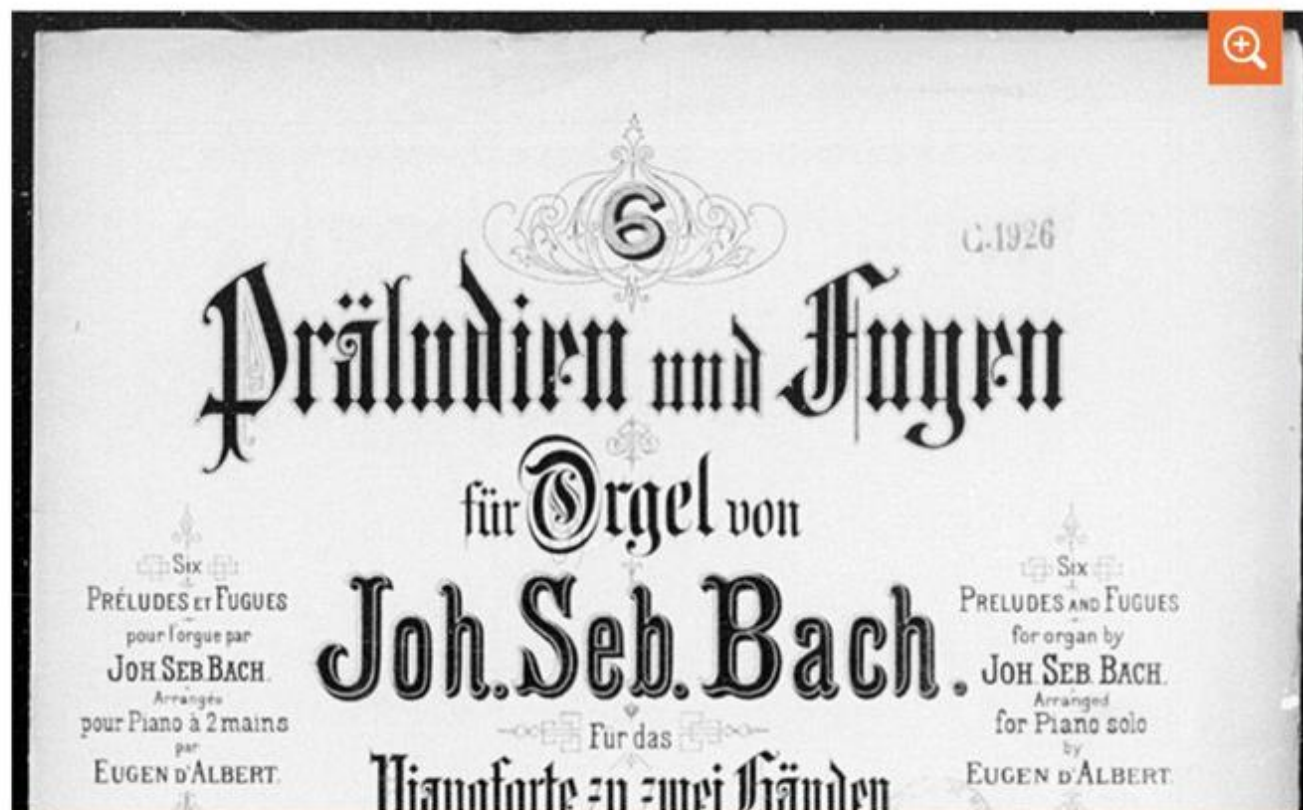 6
C.1926
Präludien und Fugen
für Orgel von
Joh. Seb. Bach.
Für das
Pianoforte zu zwei Händen
Six
PRÉLUDES ET FUGUES
pour l'orgue par
JOH. SEB. BACH.
Arrangés
pour Piano à 2 mains
par
EUGEN D'ALBERT.
Six
PRELUDES AND FUGUES
for organ by
JOH. SEB. BACH.
Arranged
for Piano solo
by
EUGEN D'ALBERT.